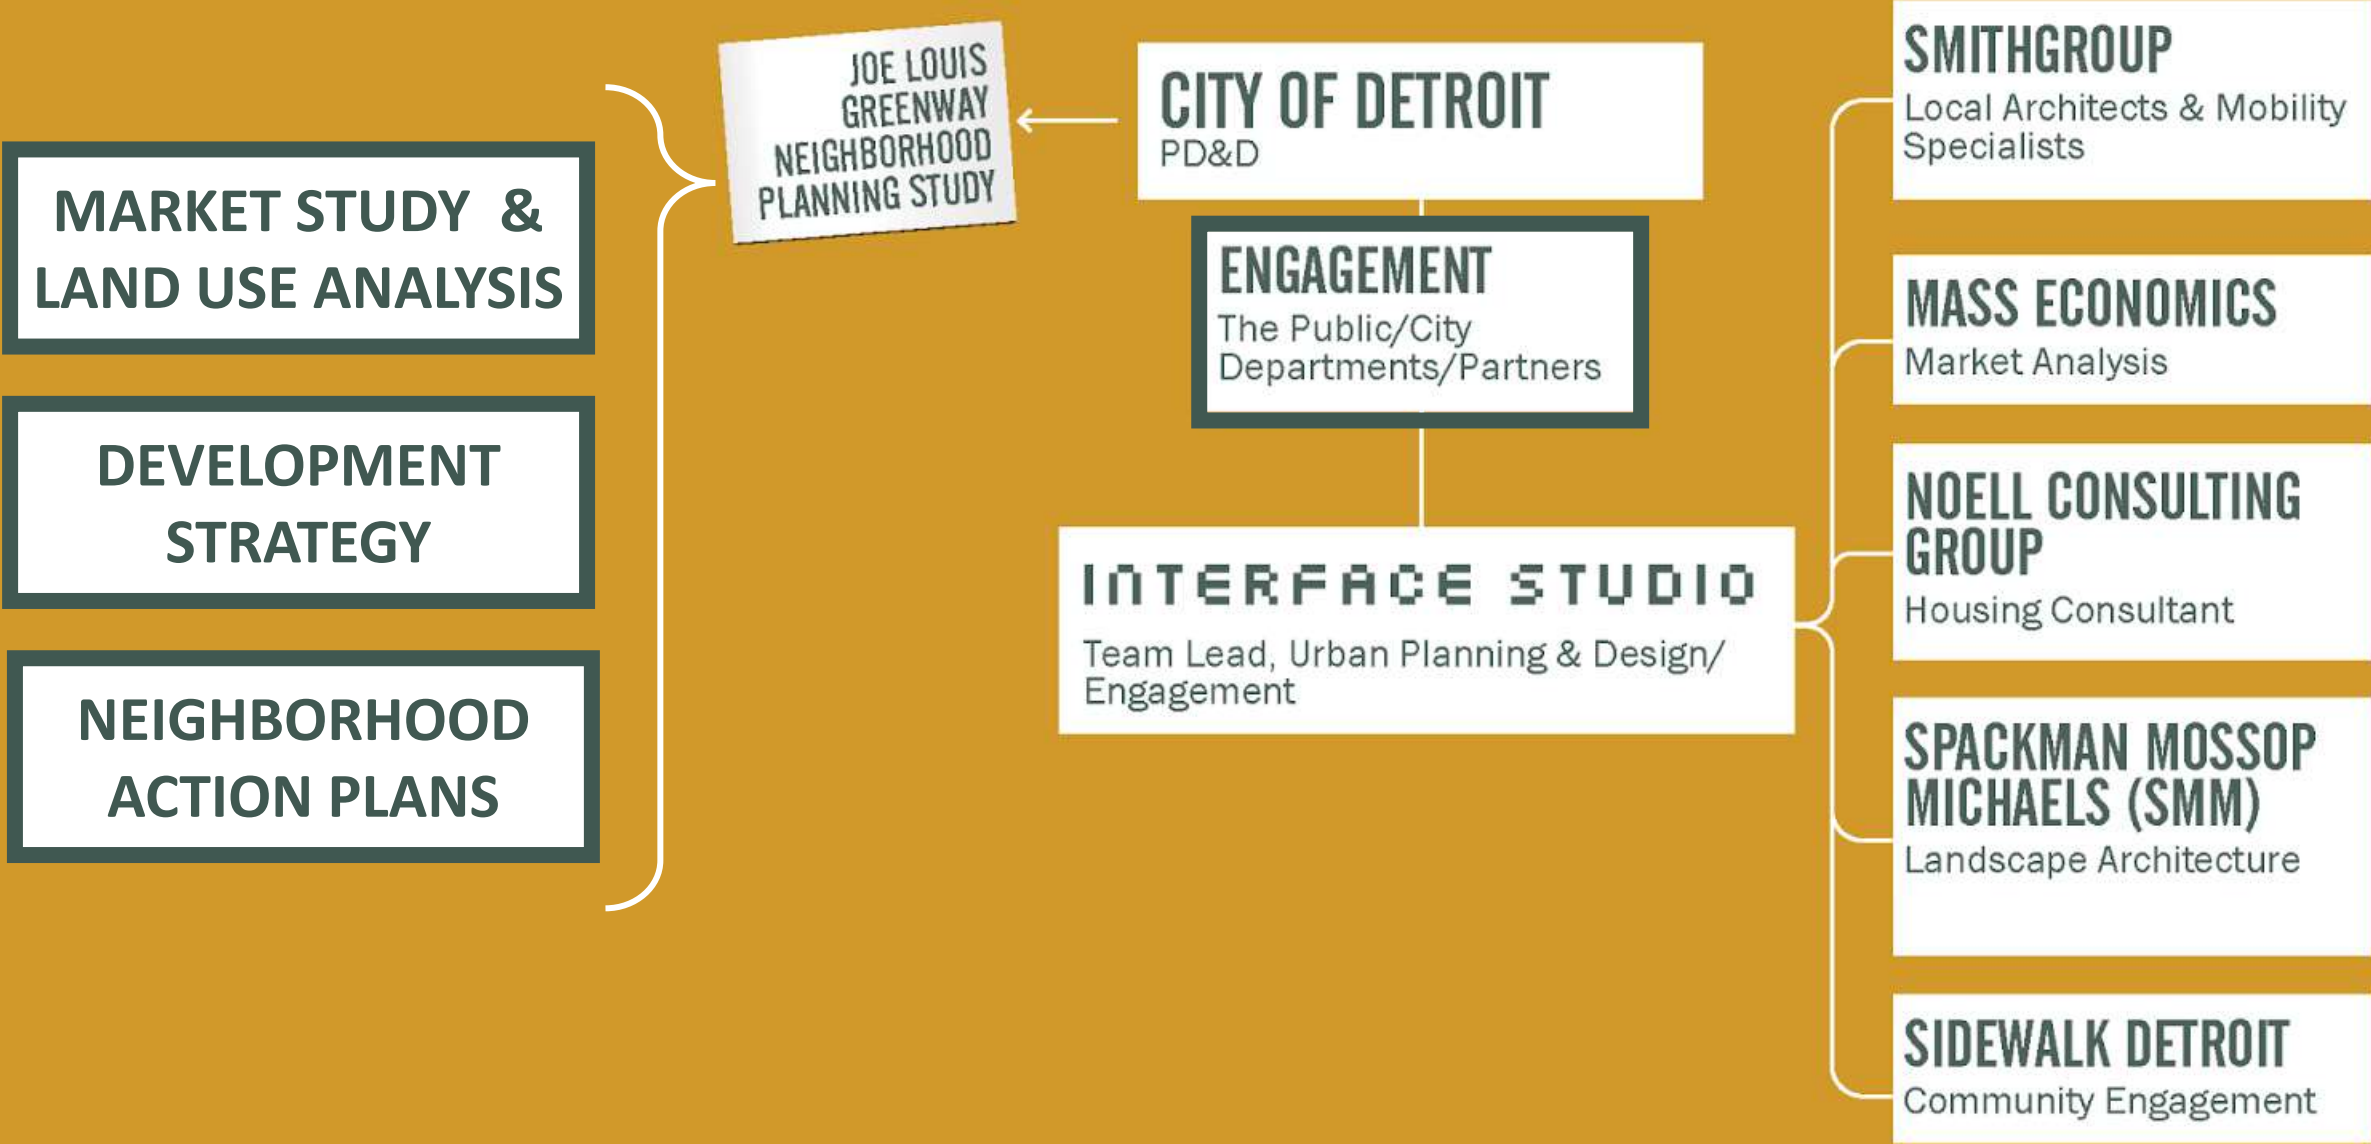 MARKET STUDY &
LAND USE ANALYSIS
DEVELOPMENT
STRATEGY
NEIGHBORHOOD
ACTION PLANS
JOE LOUIS
GREENWAY
NEIGHBORHOOD
PLANNING STUDY
CITY OF DETROIT
PD&D
ENGAGEMENT
The Public/City
Departments/Partners
INTERFACE STUDIO
Team Lead, Urban Planning & Design/
Engagement
SMITHGROUP
Local Architects & Mobility
Specialists
MASS ECONOMICS
Market Analysis
NOELL CONSULTING
GROUP
Housing Consultant
SPACKMAN MOSSOP
MICHAELS (SMM)
Landscape Architecture
SIDEWALK DETROIT
Community Engagement